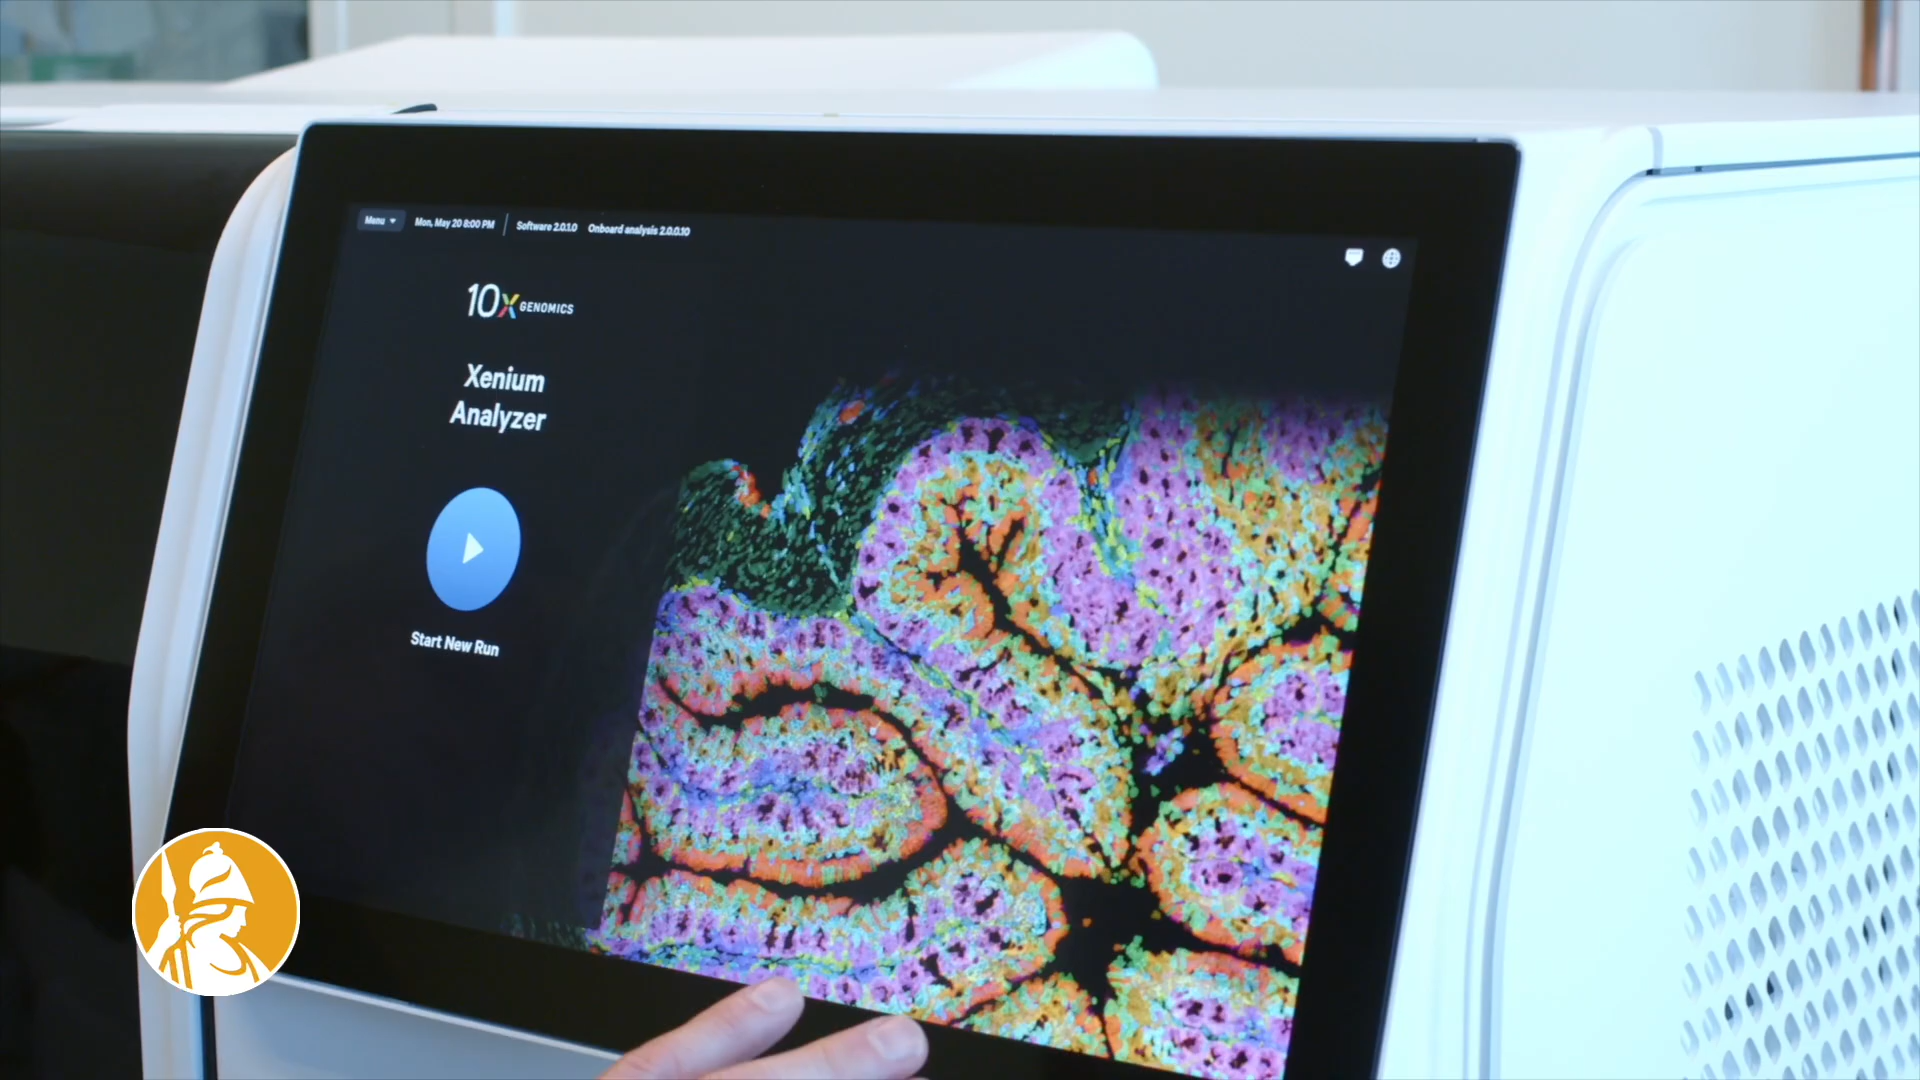 Menu Mon, May 20 8:00 PM Software 2.0.1.0 Onboard analysis 2.0.0.10
10x GENOMICS
Xenium
Analyzer
Start New Run